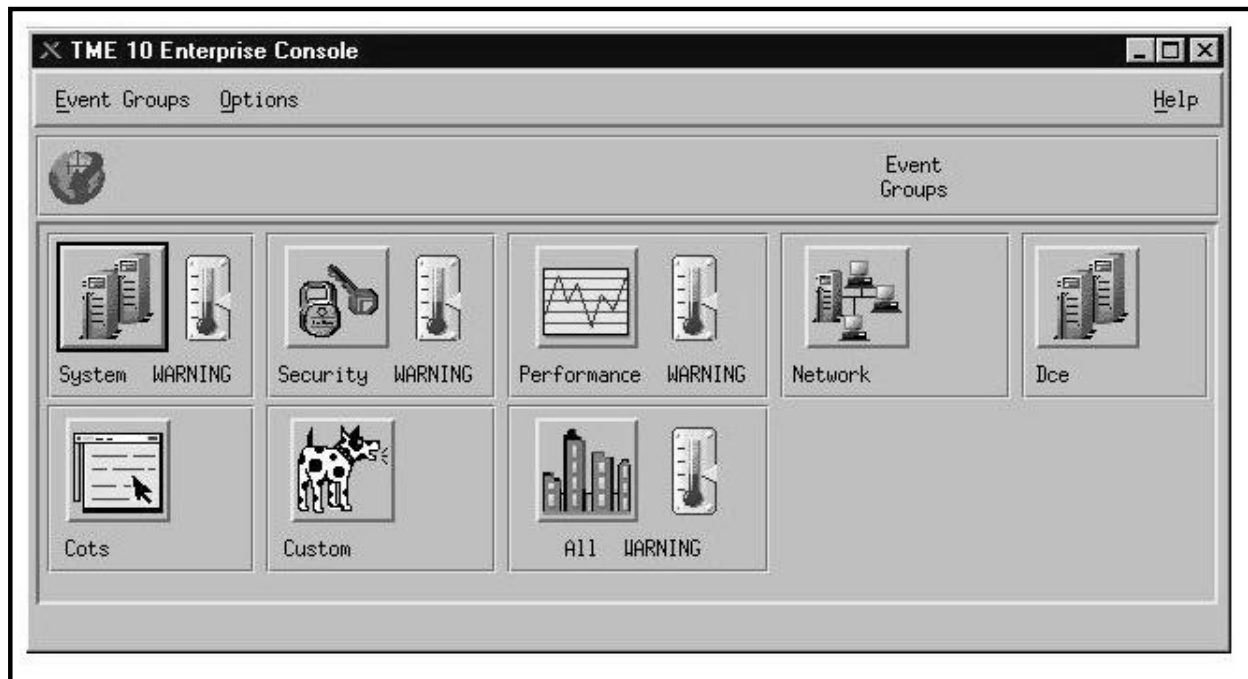 TME 10 Enterprise Console
Event Groups Options Help
Event
Groups
System WARNING Security WARNING Performance WARNING Network Dce
Cots Custom All WARNING